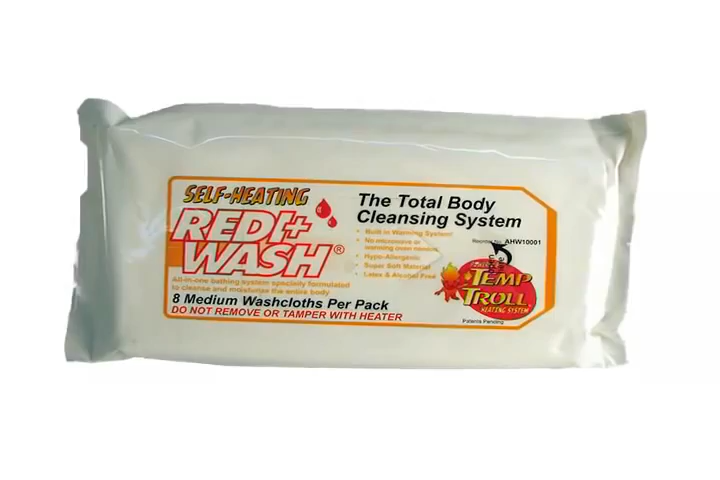 SELF-HEATING
REDI+
WASH®
All-in-one bathing system specially formulated
to cleanse and moisturize the entire body
8 Medium Washcloths Per Pack
DO NOT REMOVE OR TAMPER WITH HEATER
The Total Body
Cleansing System
• Built in Warming System!
• No microwave or
warming oven needed
• Hypo-Allergenic
• Super Soft Material
• Latex & Alcohol Free
Reorder No. AHW10001
TEMP
TROLL
HEATING SYSTEM
Patents Pending